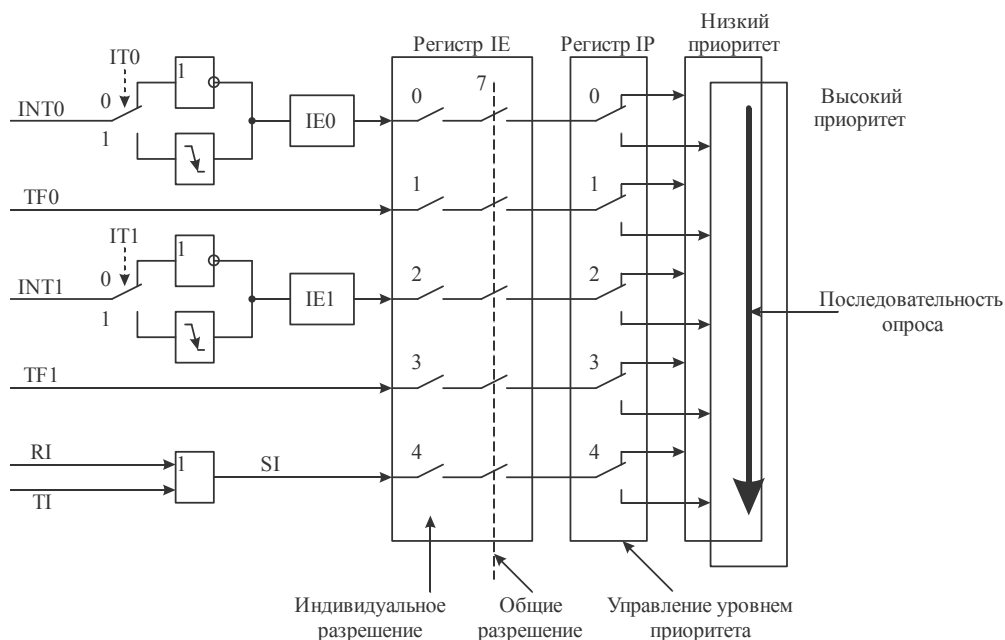 Низкий
приоритет
Регистр IE
Регистр IP
Высокий
приоритет
IT0
1
0
7
0
0
INT0
1
IE0
TF0
1
1
IT1
1
0
INT1
1
IE1
2
2
Последовательность
опроса
TF1
3
3
RI
TI
1
SI
4
4
Индивидуальное
разрешение
Общие
разрешение
Управление уровнем
приоритета